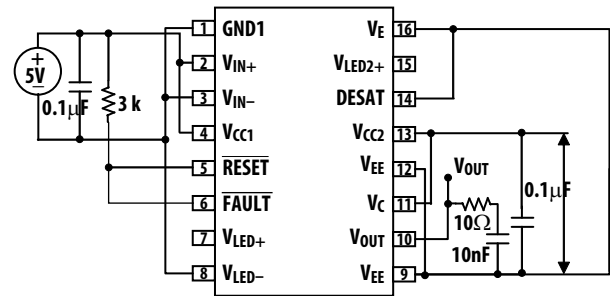 1 GND1
2 VIN+
3 VIN–
4 VCC1
5 RESET
6 FAULT
7 VLED+
8 VLED–
VE 16
VLED2+ 15
DESAT 14
VCC2 13
VEE 12
VC 11
VOUT 10
VEE 9
+
5V
–
0.1μF
3 k
VOUT
10Ω
10nF
0.1μF